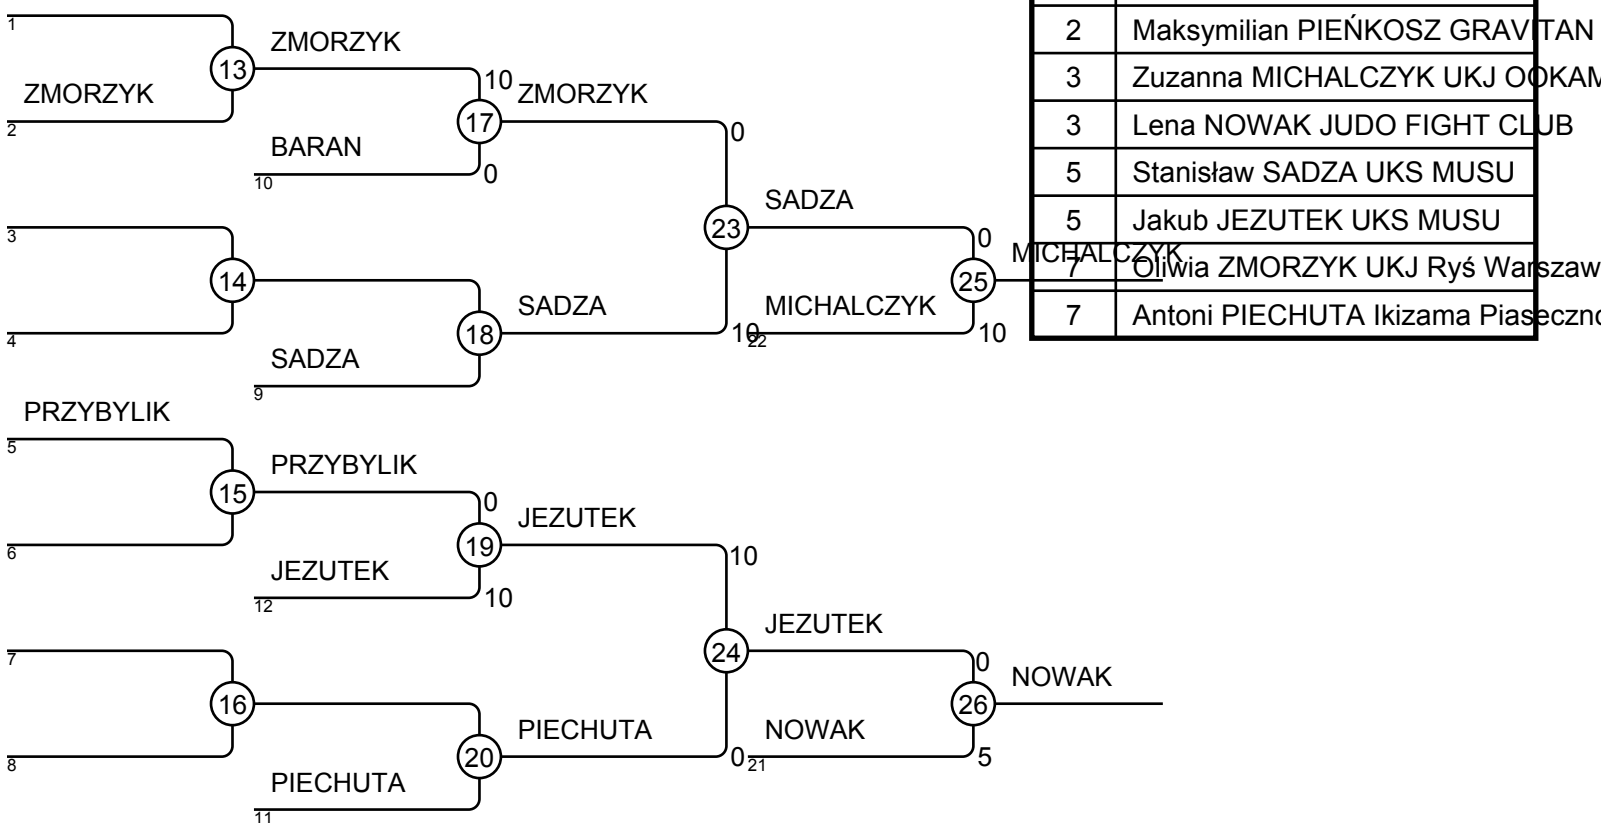 1
ZMORZYK
2
13
ZMORZYK
10
BARAN
10
0
17
ZMORZYK
0
3
4
14
SADZA
9
18
SADZA
10
23
SADZA
0
MICHALCZYK
22
10
25
MICHALCZYK
PRZYBYLIK
5
6
15
PRZYBYLIK
0
JEZUTEK
12
10
19
JEZUTEK
10
7
8
16
PIECHUTA
11
20
PIECHUTA
0
24
JEZUTEK
0
NOWAK
21
5
26
NOWAK
2 Maksymilian PIEŃKOSZ GRAVITAN
3 Zuzanna MICHALCZYK UKJ OOKAM
3 Lena NOWAK JUDO FIGHT CLUB
5 Stanisław SADZA UKS MUSU
5 Jakub JEZUTEK UKS MUSU
7 Oliwia ZMORZYK UKJ Ryś Warszaw
7 Antoni PIECHUTA Ikizama Piaseczno